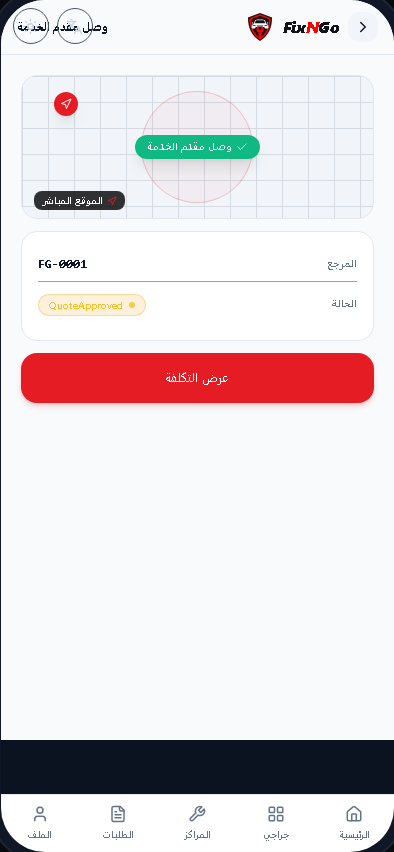 FixNGo
وصل مقدم الخدمة
وصل مقدم الخدمة
الموقع المباشر
المرجع FG-0001
الحالة QuoteApproved
عرض التكلفة
الرئيسية
جراجي
المراكز
الطلبات
الملف